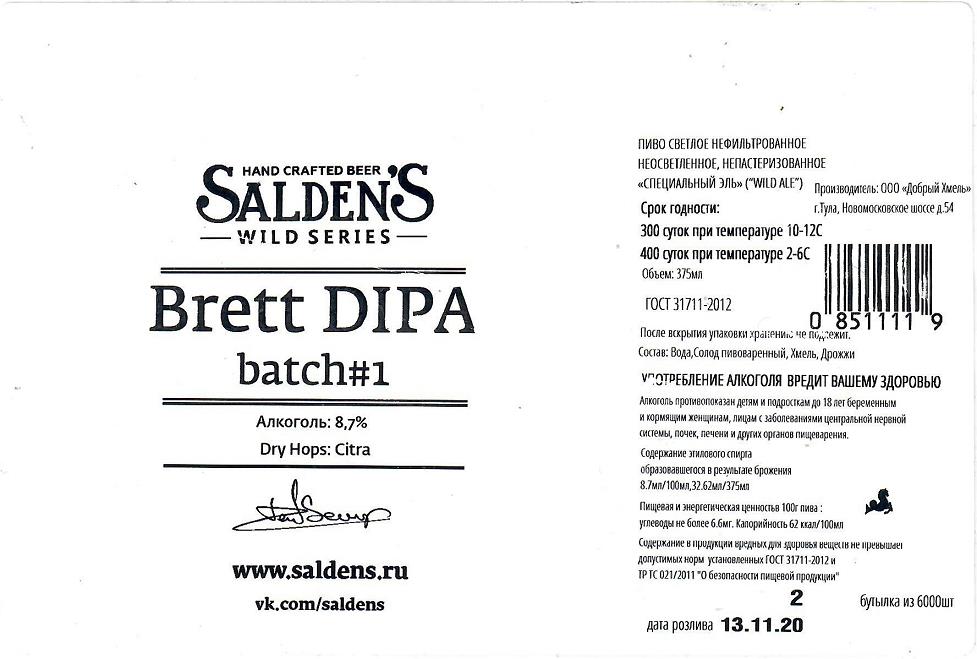 HAND CRAFTED BEER
SALDEN'S
WILD SERIES
Brett DIPA
batch#1
Алкоголь: 8,7%
Dry Hops: Citra
www.saldens.ru
vk.com/saldens
ПИВО СВЕТЛОЕ НЕФИЛЬТРОВАННОЕ
НЕОСВЕТЛЕННОЕ, НЕПАСТЕРИЗОВАННОЕ
«СПЕЦИАЛЬНЫЙ ЭЛЬ» ("WILD ALE")
Производитель: ООО «Добрый Хмель»
г.Тула, Новомосковское шоссе д.54
Срок годности:
300 суток при температуре 10-12С
400 суток при температуре 2-6С
Объем: 375мл
ГОСТ 31711-2012
0 851111 9
После вскрытия упаковки хранению не подлежит.
Состав: Вода,Солод пивоваренный, Хмель, Дрожжи
УПОТРЕБЛЕНИЕ АЛКОГОЛЯ ВРЕДИТ ВАШЕМУ ЗДОРОВЬЮ
Алкоголь противопоказан детям и подросткам до 18 лет беременным
и кормящим женщинам, лицам с заболеваниями центральной нервной
системы, почек, печени и других органов пищеварения.
Содержание этилового спирта
образовавшегося в результате брожения
8.7мл/100мл,32.62мл/375мл
Пищевая и энергетическая ценностьв 100г пива :
углеводы не более 6.6мг. Калорийность 62 ккал/100мл
Содержание в продукции вредных для здоровья веществ не превышает
допустимых норм установленных ГОСТ 31711-2012 и
ТР ТС 021/2011 "О безопасности пищевой продукции"
2 бутылка из 6000шт
дата розлива 13.11.20